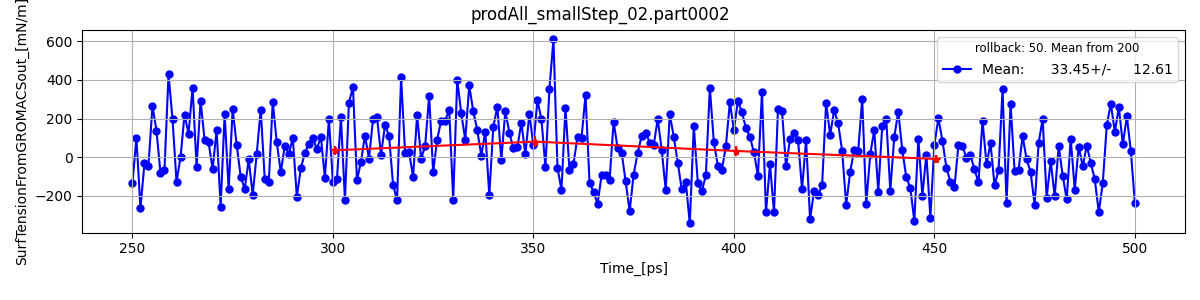 prodAll_smallStep_02.part0002
SurfTensionFromGROMACSout_[mN/m]
600
400
200
0
−200
rollback: 50. Mean from 200
Mean: 33.45+/- 12.61
250
300
350
400
450
500
Time_[ps]